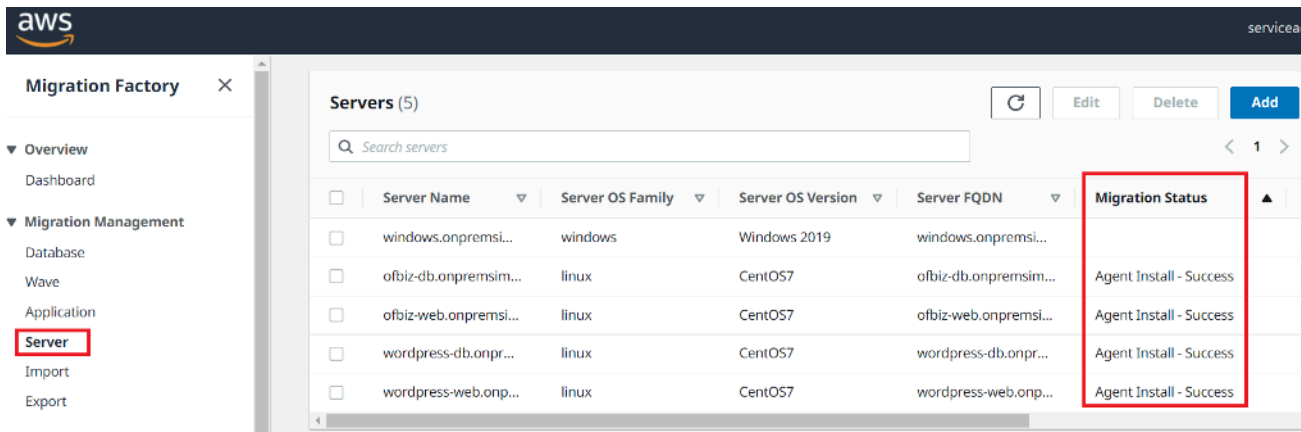 aws
servicea
Migration Factory
Servers (5)
Edit
Delete
Add
Search servers
1
Overview
Dashboard
Migration Management
Database
Wave
Application
Server
Import
Export
Server Name Server OS Family Server OS Version Server FQDN Migration Status
windows.onpremsi... windows Windows 2019 windows.onpremsi...
ofbiz-db.onpremsim... linux CentOS7 ofbiz-db.onpremsim... Agent Install - Success
ofbiz-web.onpremsi... linux CentOS7 ofbiz-web.onpremsi... Agent Install - Success
wordpress-db.onpr... linux CentOS7 wordpress-db.onpr... Agent Install - Success
wordpress-web.onp... linux CentOS7 wordpress-web.onp... Agent Install - Success